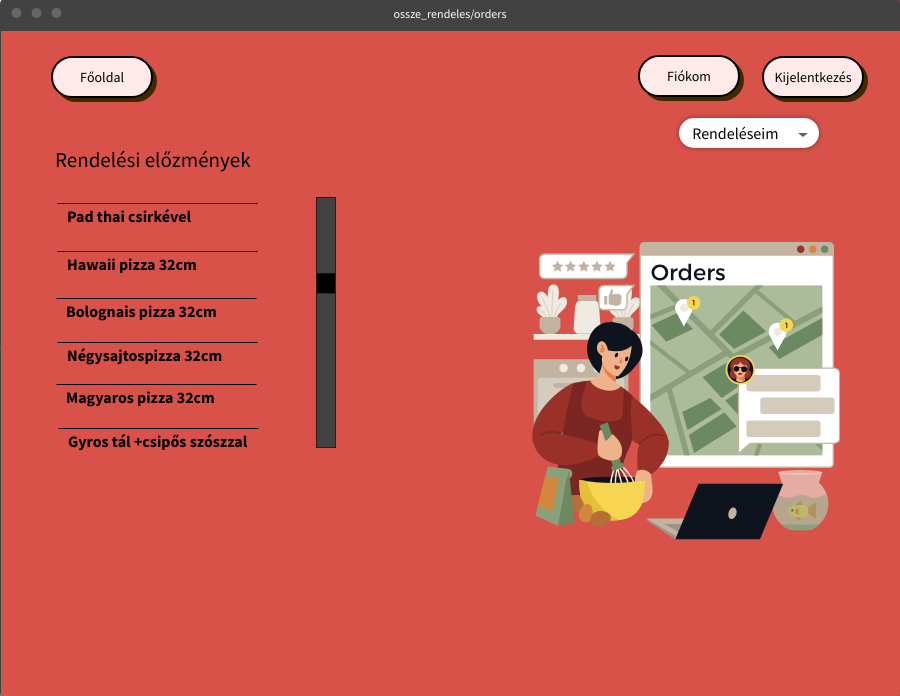 ossze_rendeles/orders
Főoldal
Fiókom
Kijelentkezés
Rendeléseim
Rendelési előzmények
Pad thai csirkével
Hawaii pizza 32cm
Bolognais pizza 32cm
Négysajtospizza 32cm
Magyaros pizza 32cm
Gyros tál +csipős szószzal
Orders
1
1